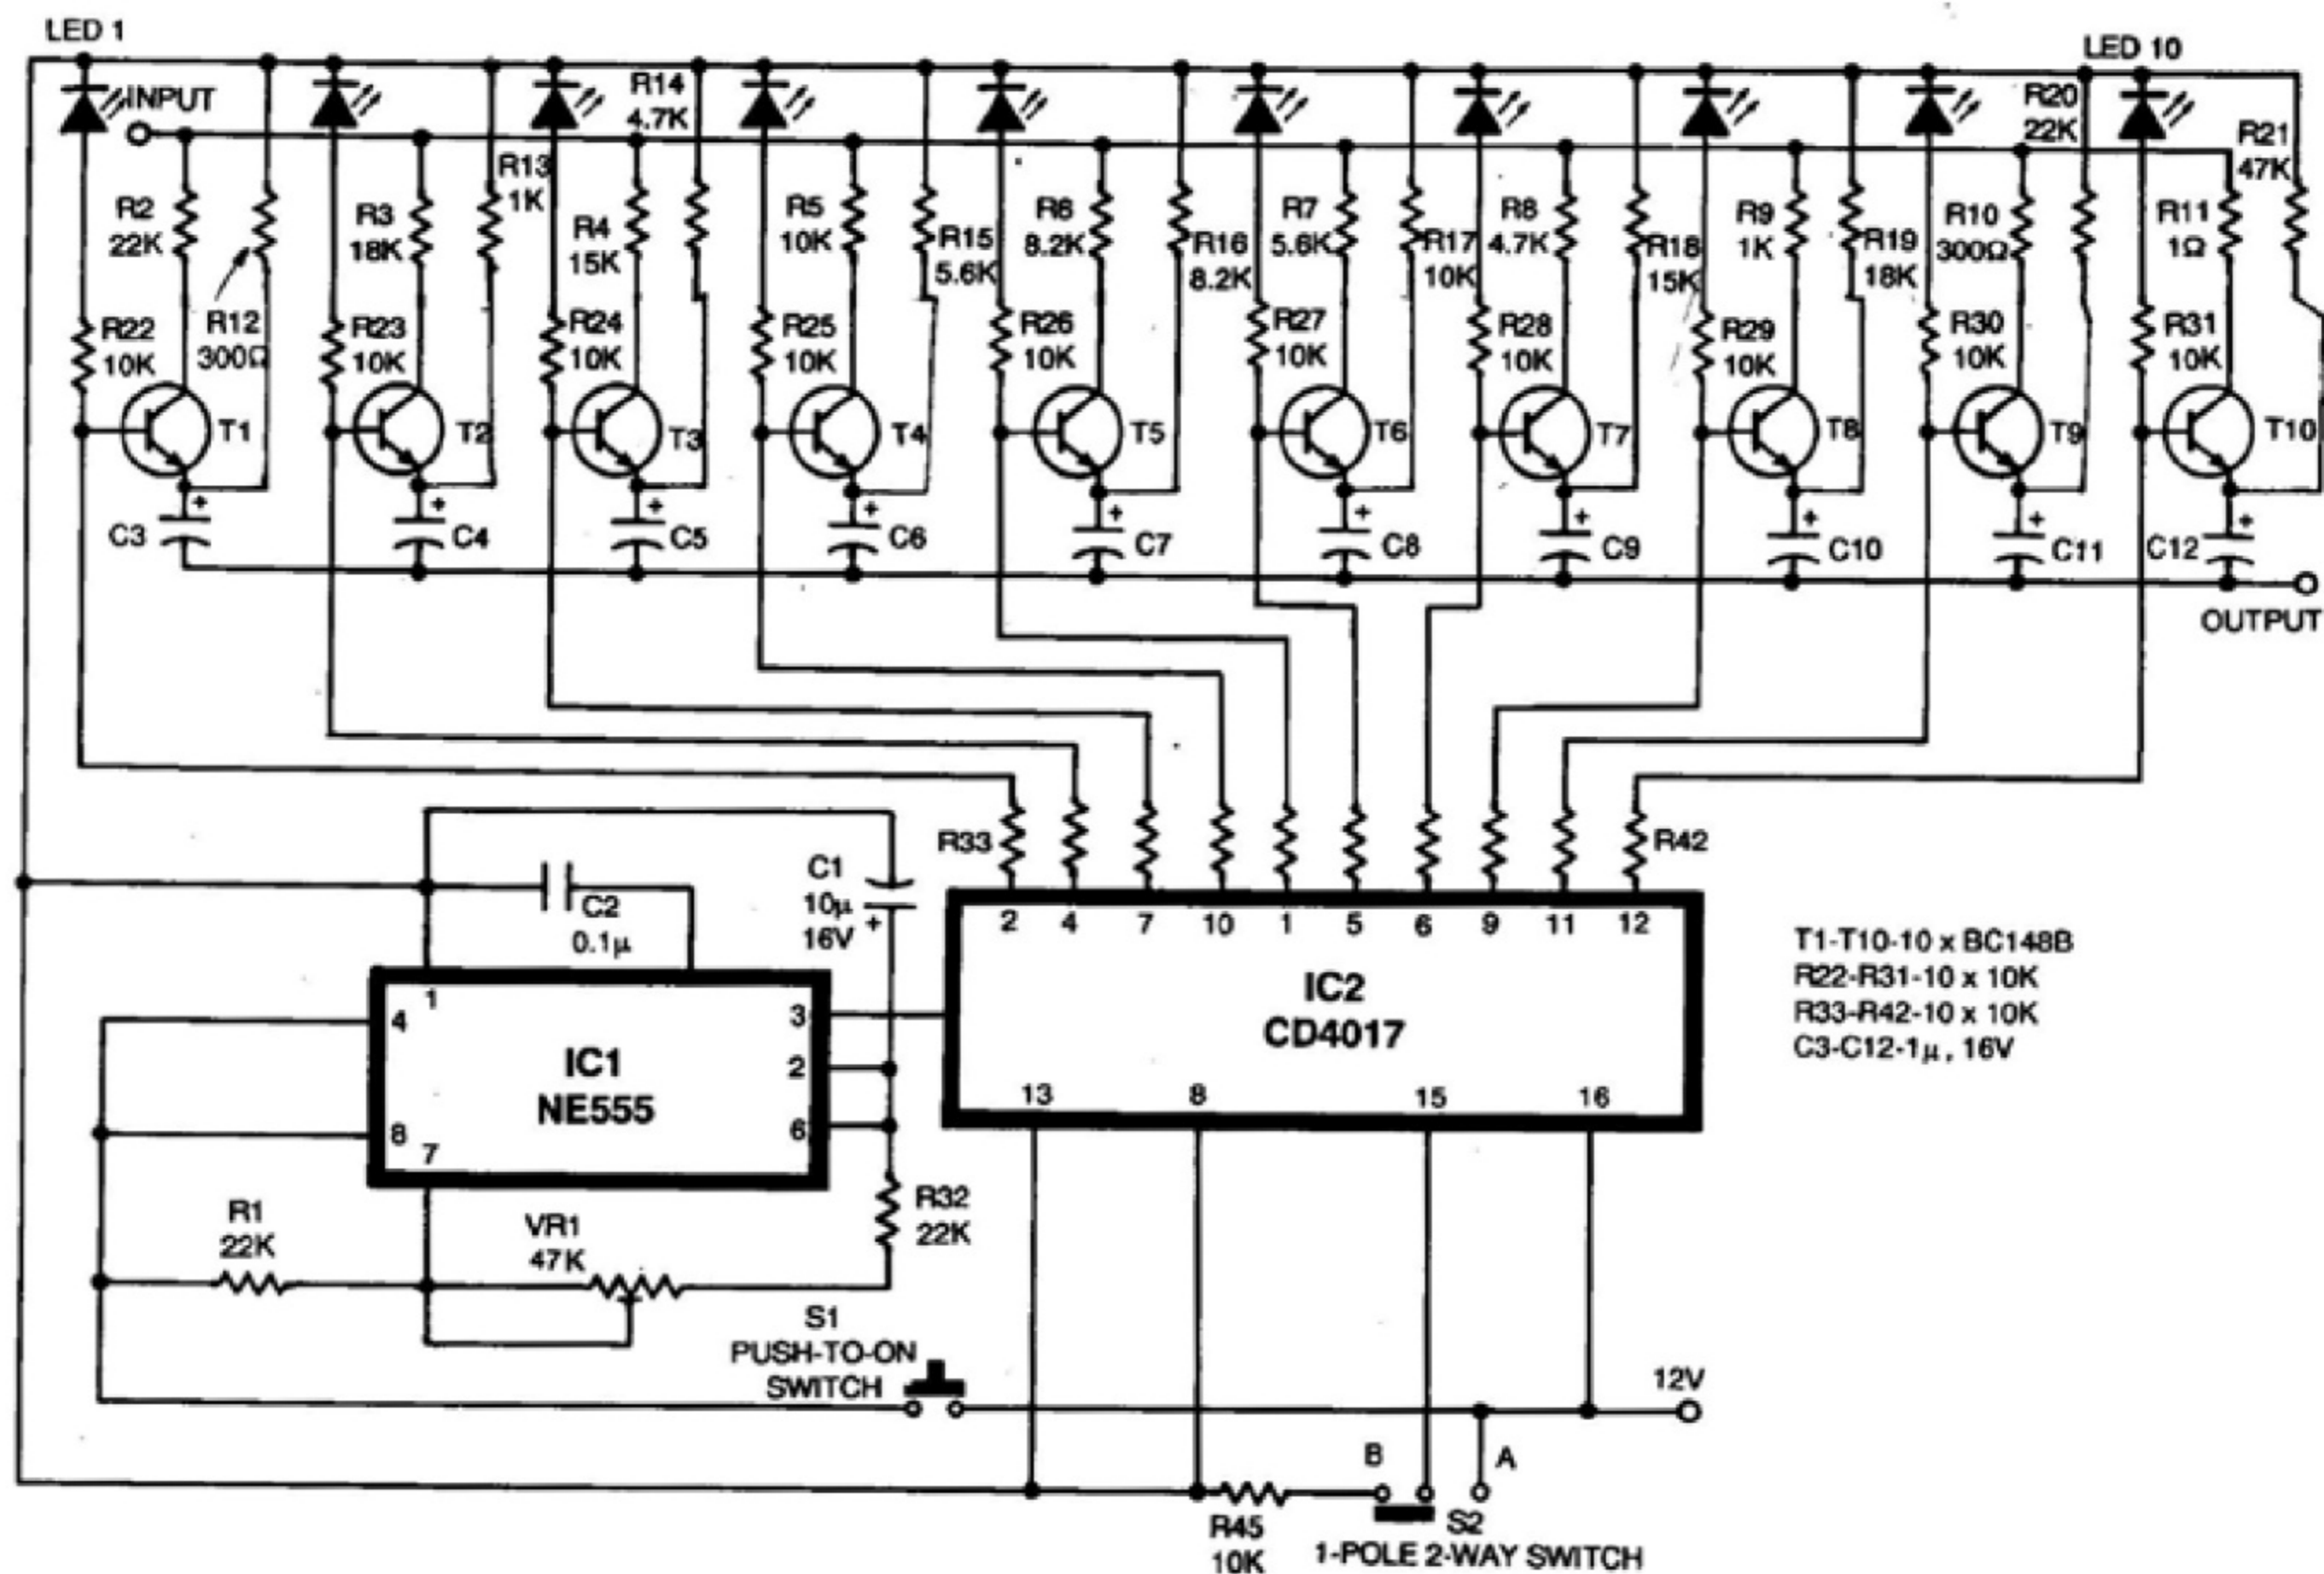 LED 1
LED 10
INPUT
R14
4.7K
R20
22K
R21
47K
R13
1K
R2
22K
R3
18K
R4
15K
R5
10K
R15
5.6K
R6
8.2K
R16
8.2K
R7
5.6K
R17
10K
R8
4.7K
R18
15K
R9
1K
R19
18K
R10
300Ω
R11
1Ω
R22
10K
R12
300Ω
R23
10K
R24
10K
R25
10K
R26
10K
R27
10K
R28
10K
R29
10K
R30
10K
R31
10K
T1
T2
T3
T4
T5
T6
T7
T8
T9
T10
+
+
+
+
+
+
+
+
+
+
C3
C4
C5
C6
C7
C8
C9
C10
C11
C12
OUTPUT
R33
R42
C1
10μ
16V
+
C2
0.1μ
2 4 7 10 1 5 6 9 11 12
IC2
CD4017
13 8 15 16
T1-T10-10 x BC148B
R22-R31-10 x 10K
R33-R42-10 x 10K
C3-C12-1μ, 16V
1
4
3
IC1
NE555
2
8
7
6
R32
22K
R1
22K
VR1
47K
S1
PUSH-TO-ON
SWITCH
12V
B
A
R45
10K
S2
1-POLE 2-WAY SWITCH